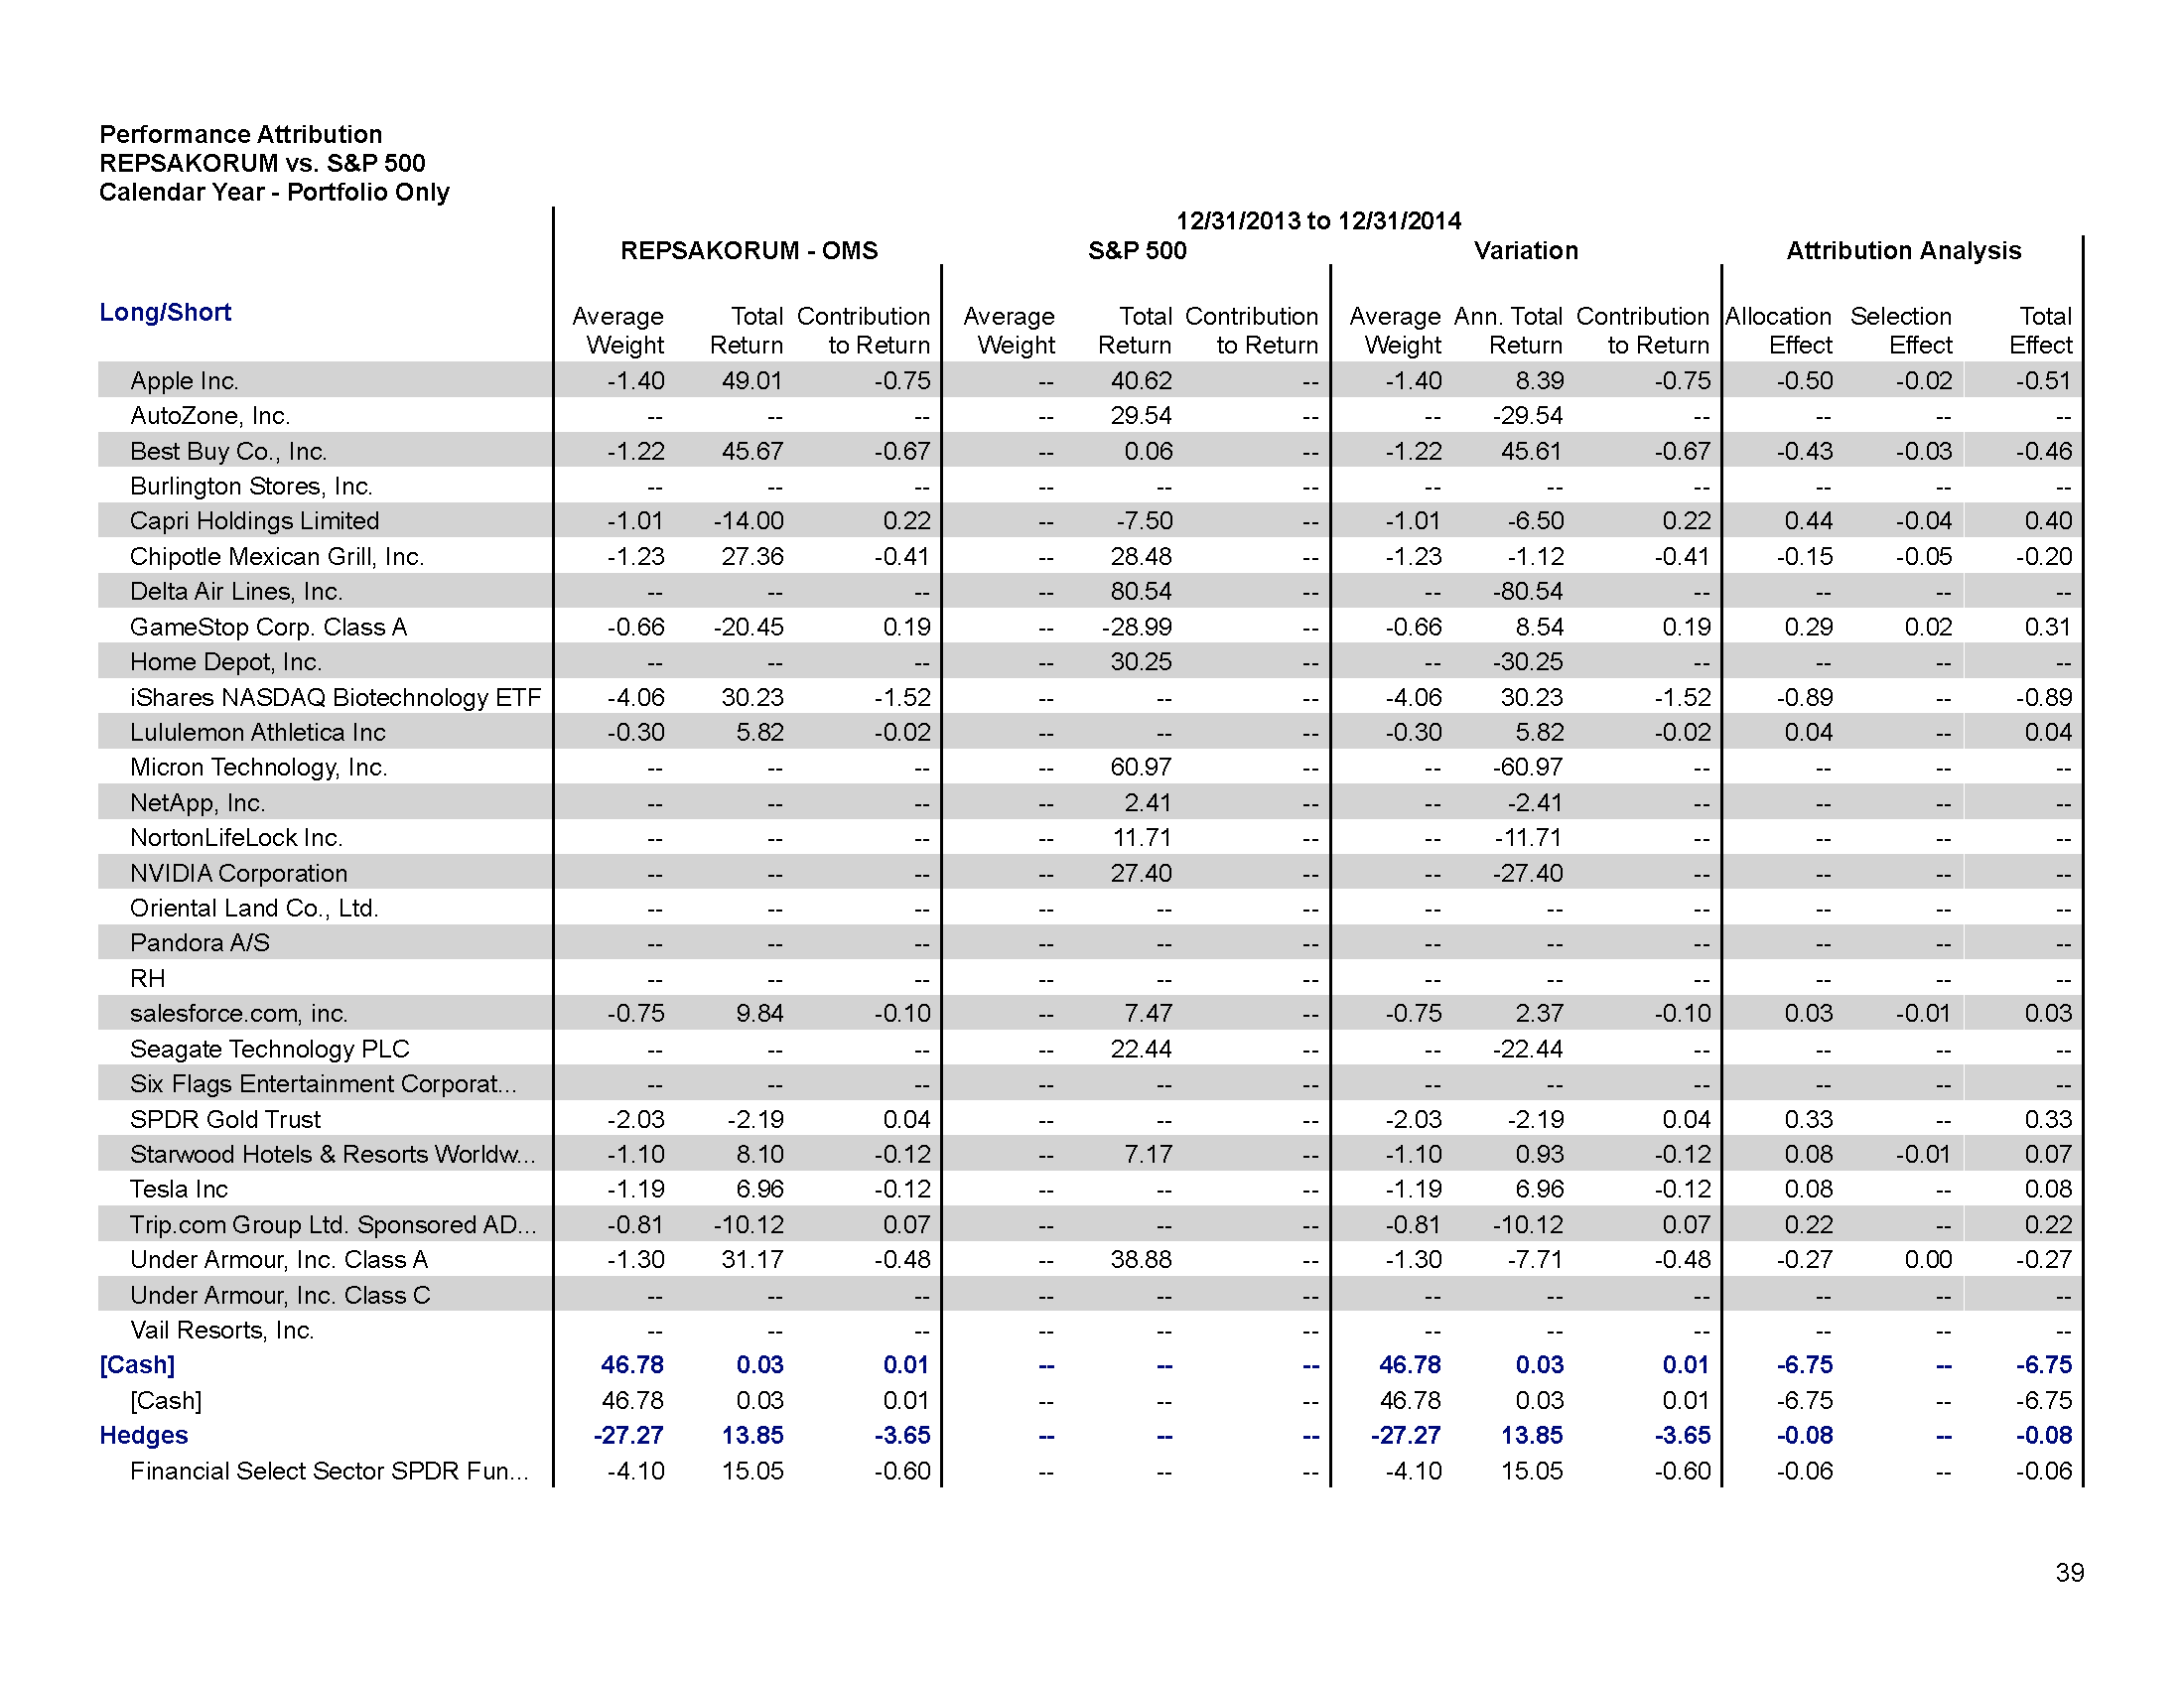 Performance Attribution
REPSAKORUM vs. S&P 500
Calendar Year - Portfolio Only
12/31/2013 to 12/31/2014
REPSAKORUM - OMS S&P 500 Variation Attribution Analysis
Long/Short Average Total Contribution Average Total Contribution Average Ann. Total Contribution Allocation Selection Total
Weight Return to Return Weight Return to Return Weight Return to Return Effect Effect Effect
Apple Inc. -1.40 49.01 -0.75 -- 40.62 -- -1.40 8.39 -0.75 -0.50 -0.02 -0.51
AutoZone, Inc. -- -- -- -- 29.54 -- -- -29.54 -- -- -- --
Best Buy Co., Inc. -1.22 45.67 -0.67 -- 0.06 -- -1.22 45.61 -0.67 -0.43 -0.03 -0.46
Burlington Stores, Inc. -- -- -- -- -- -- -- -- -- -- -- --
Capri Holdings Limited -1.01 -14.00 0.22 -- -7.50 -- -1.01 -6.50 0.22 0.44 -0.04 0.40
Chipotle Mexican Grill, Inc. -1.23 27.36 -0.41 -- 28.48 -- -1.23 -1.12 -0.41 -0.15 -0.05 -0.20
Delta Air Lines, Inc. -- -- -- -- 80.54 -- -- -80.54 -- -- -- --
GameStop Corp. Class A -0.66 -20.45 0.19 -- -28.99 -- -0.66 8.54 0.19 0.29 0.02 0.31
Home Depot, Inc. -- -- -- -- 30.25 -- -- -30.25 -- -- -- --
iShares NASDAQ Biotechnology ETF -4.06 30.23 -1.52 -- -- -- -4.06 30.23 -1.52 -0.89 -- -0.89
Lululemon Athletica Inc -0.30 5.82 -0.02 -- -- -- -0.30 5.82 -0.02 0.04 -- 0.04
Micron Technology, Inc. -- -- -- -- 60.97 -- -- -60.97 -- -- -- --
NetApp, Inc. -- -- -- -- 2.41 -- -- -2.41 -- -- -- --
NortonLifeLock Inc. -- -- -- -- 11.71 -- -- -11.71 -- -- -- --
NVIDIA Corporation -- -- -- -- 27.40 -- -- -27.40 -- -- -- --
Oriental Land Co., Ltd. -- -- -- -- -- -- -- -- -- -- -- --
Pandora A/S -- -- -- -- -- -- -- -- -- -- -- --
RH -- -- -- -- -- -- -- -- -- -- -- --
salesforce.com, inc. -0.75 9.84 -0.10 -- 7.47 -- -0.75 2.37 -0.10 0.03 -0.01 0.03
Seagate Technology PLC -- -- -- -- 22.44 -- -- -22.44 -- -- -- --
Six Flags Entertainment Corporat... -- -- -- -- -- -- -- -- -- -- -- --
SPDR Gold Trust -2.03 -2.19 0.04 -- -- -- -2.03 -2.19 0.04 0.33 -- 0.33
Starwood Hotels & Resorts Worldw... -1.10 8.10 -0.12 -- 7.17 -- -1.10 0.93 -0.12 0.08 -0.01 0.07
Tesla Inc -1.19 6.96 -0.12 -- -- -- -1.19 6.96 -0.12 0.08 -- 0.08
Trip.com Group Ltd. Sponsored AD... -0.81 -10.12 0.07 -- -- -- -0.81 -10.12 0.07 0.22 -- 0.22
Under Armour, Inc. Class A -1.30 31.17 -0.48 -- 38.88 -- -1.30 -7.71 -0.48 -0.27 0.00 -0.27
Under Armour, Inc. Class C -- -- -- -- -- -- -- -- -- -- -- --
Vail Resorts, Inc. -- -- -- -- -- -- -- -- -- -- -- --
[Cash] 46.78 0.03 0.01 -- -- -- 46.78 0.03 0.01 -6.75 -- -6.75
[Cash] 46.78 0.03 0.01 -- -- -- 46.78 0.03 0.01 -6.75 -- -6.75
Hedges -27.27 13.85 -3.65 -- -- -- -27.27 13.85 -3.65 -0.08 -- -0.08
Financial Select Sector SPDR Fun... -4.10 15.05 -0.60 -- -- -- -4.10 15.05 -0.60 -0.06 -- -0.06
39